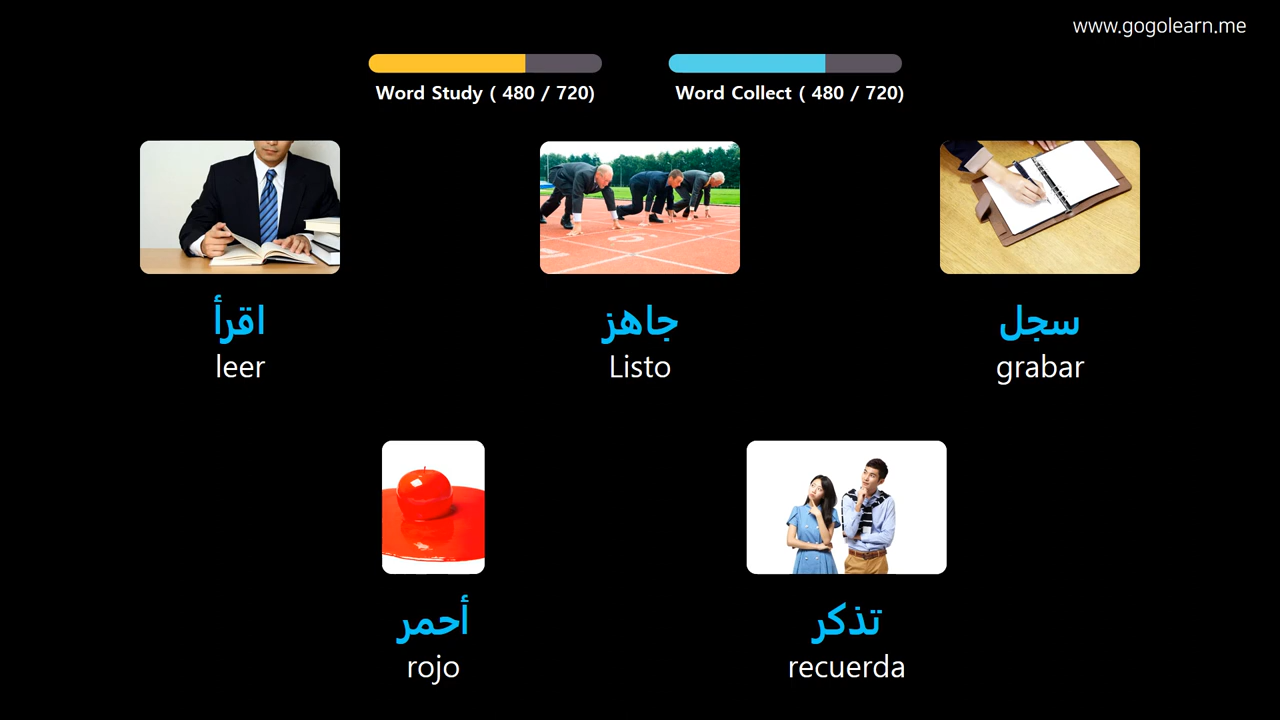 www.gogolearn.me
Word Study ( 480 / 720)
Word Collect ( 480 / 720)
اقرأ
leer
جاهز
Listo
سجل
grabar
أحمر
rojo
تذكر
recuerda